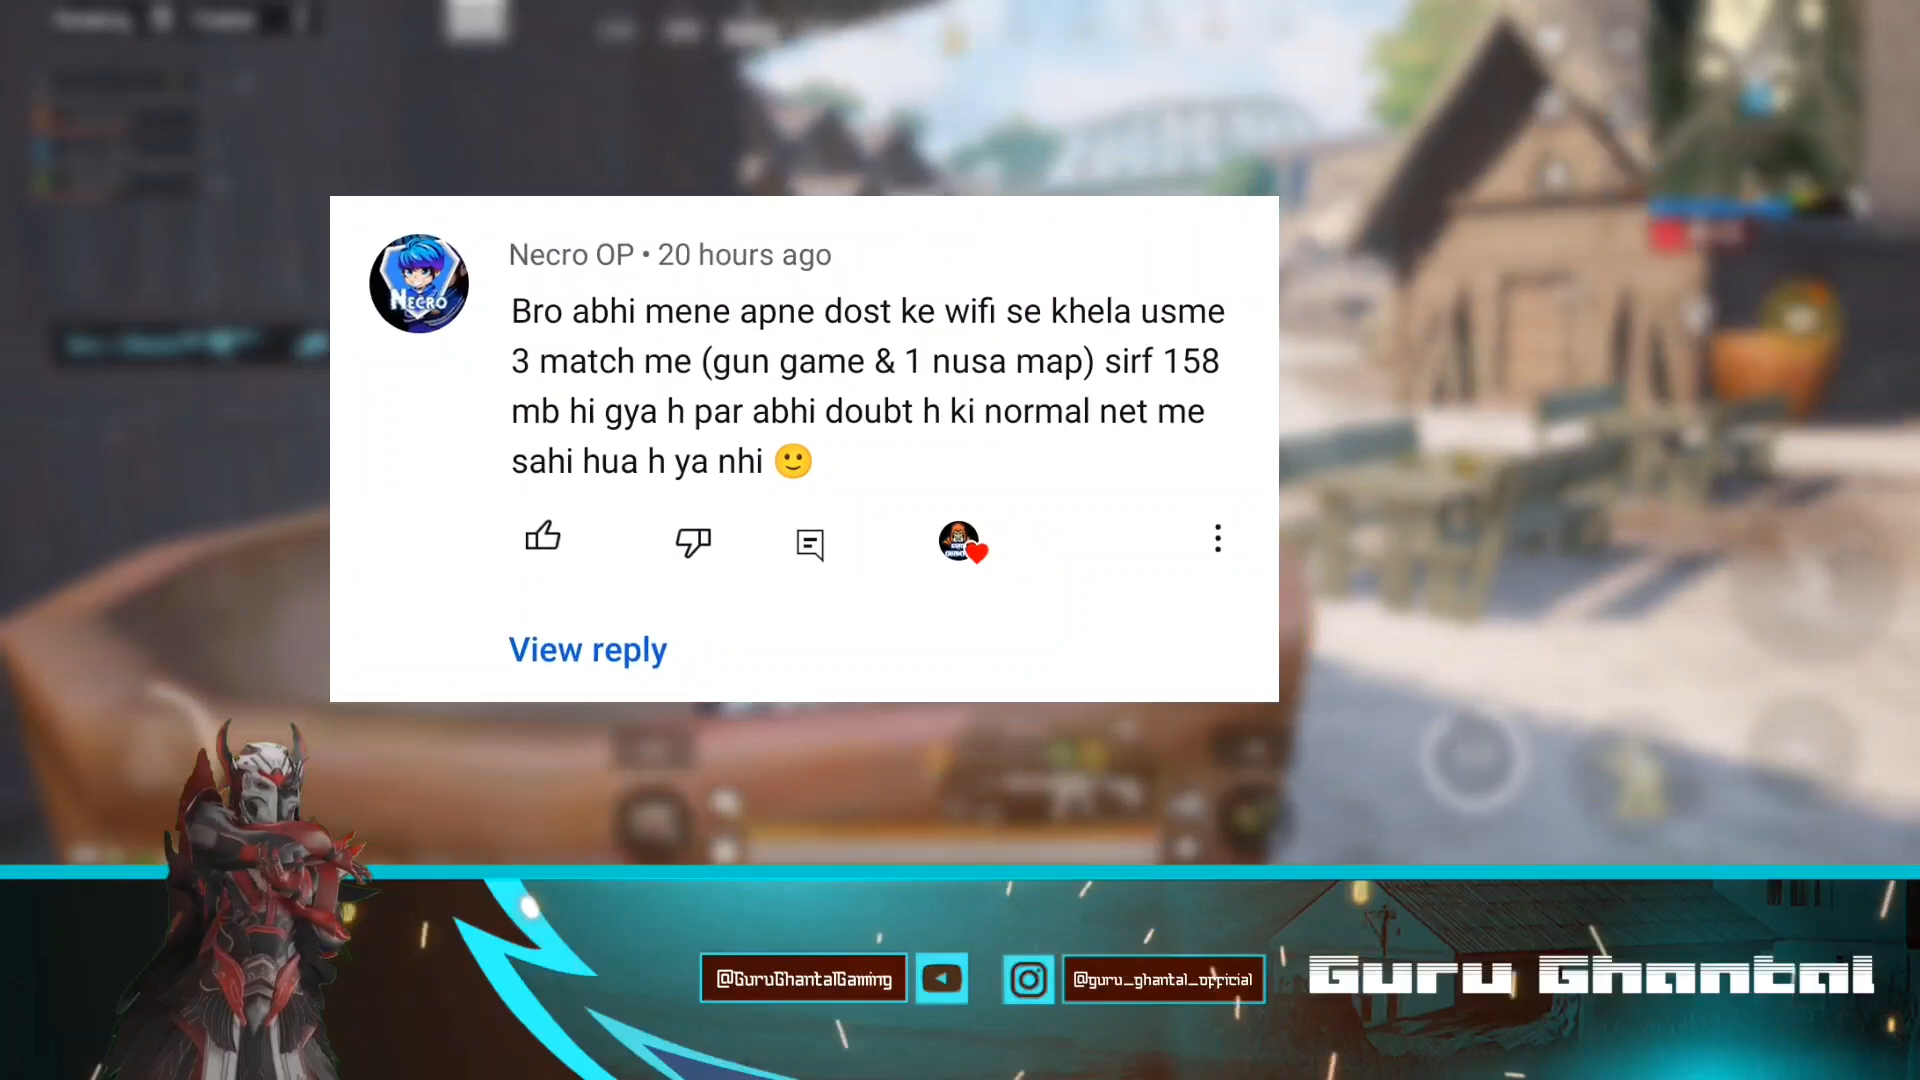 Necro OP • 20 hours ago
NECRO
Bro abhi mene apne dost ke wifi se khela usme
3 match me (gun game & 1 nusa map) sirf 158
mb hi gya h par abhi doubt h ki normal net me
sahi hua h ya nhi 🙂
View reply
@GuruGhantalGaming
@guru_ghantal_official
Guru Ghantal